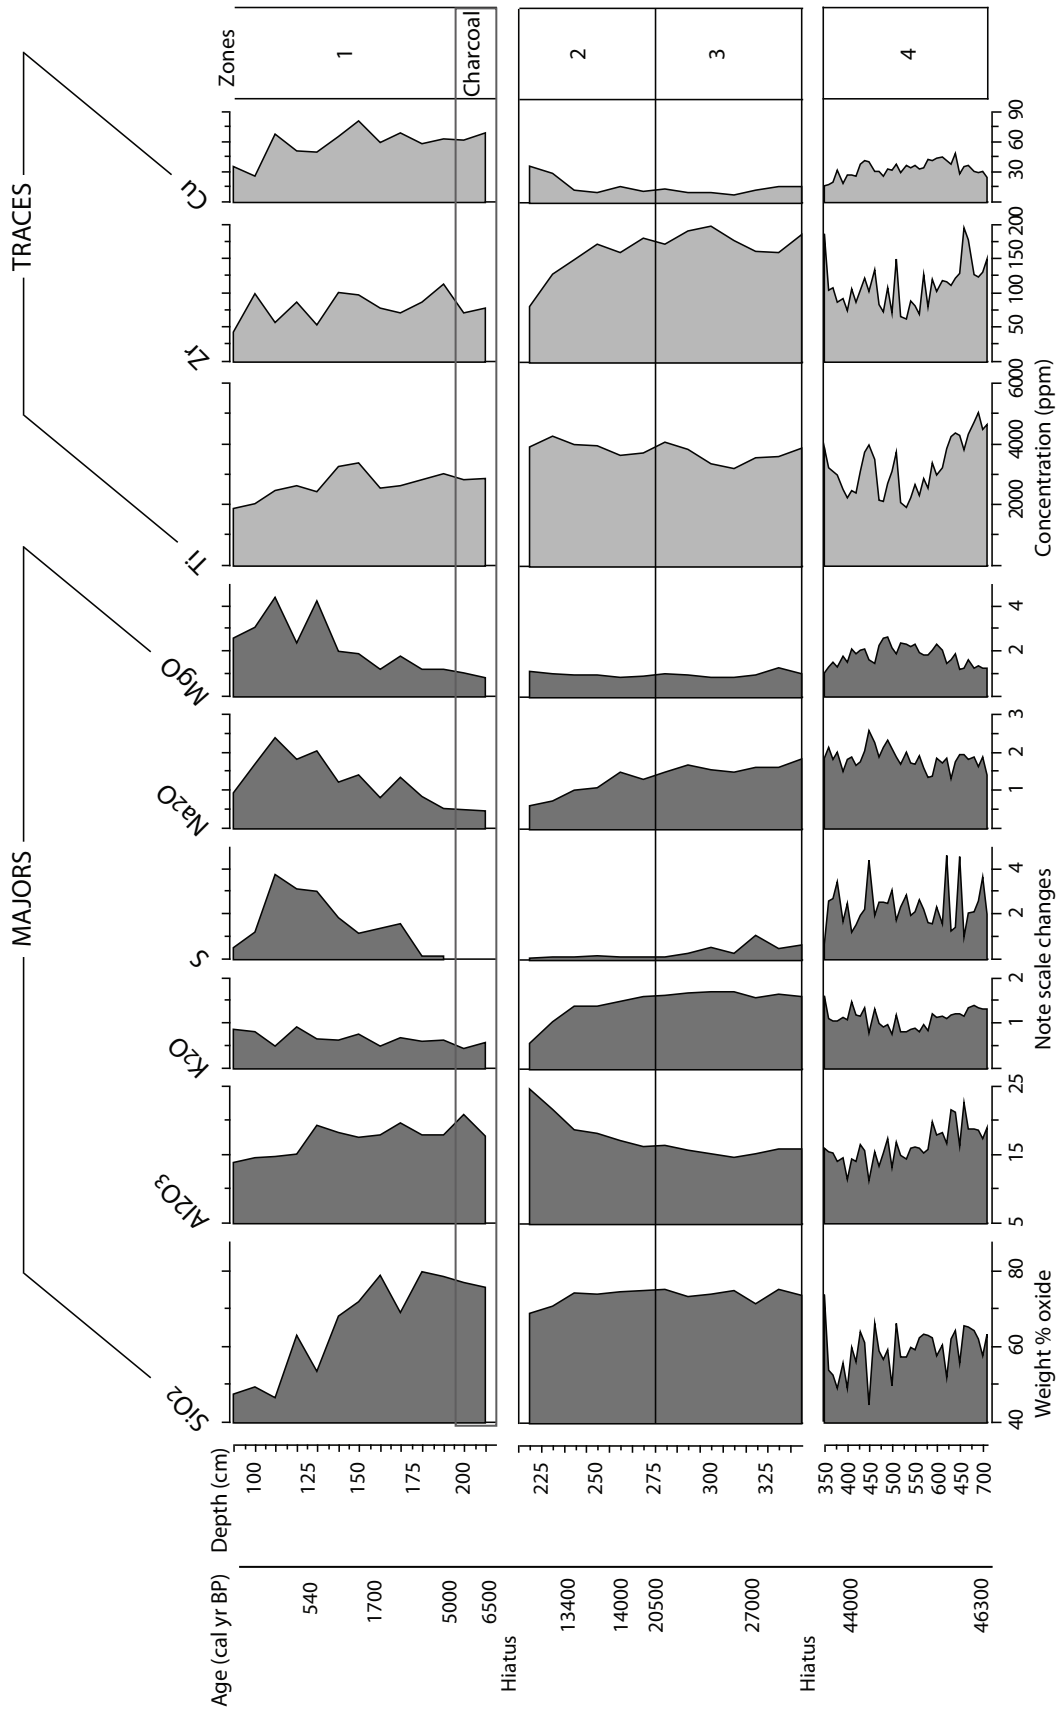 MAJORS
TRACES
SiO2
Al2O3
K2O
S
Na2O
MgO
Ti
Zr
Cu
Age (cal yr BP)
Depth (cm)
Zones
100
540
125
150
1
1700
175
5000
200
Charcoal
6500
Hiatus
225
13400
250
2
14000
275
20500
300
3
27000
325
Hiatus
350
44000
400
450
500
4
550
600
450
46300
700
40 60 80
5 15 25
1 2
2 4
1 2 3
2 4
2000 4000 6000
50 100 150 200
30 60 90
Weight % oxide
Note scale changes
Concentration (ppm)